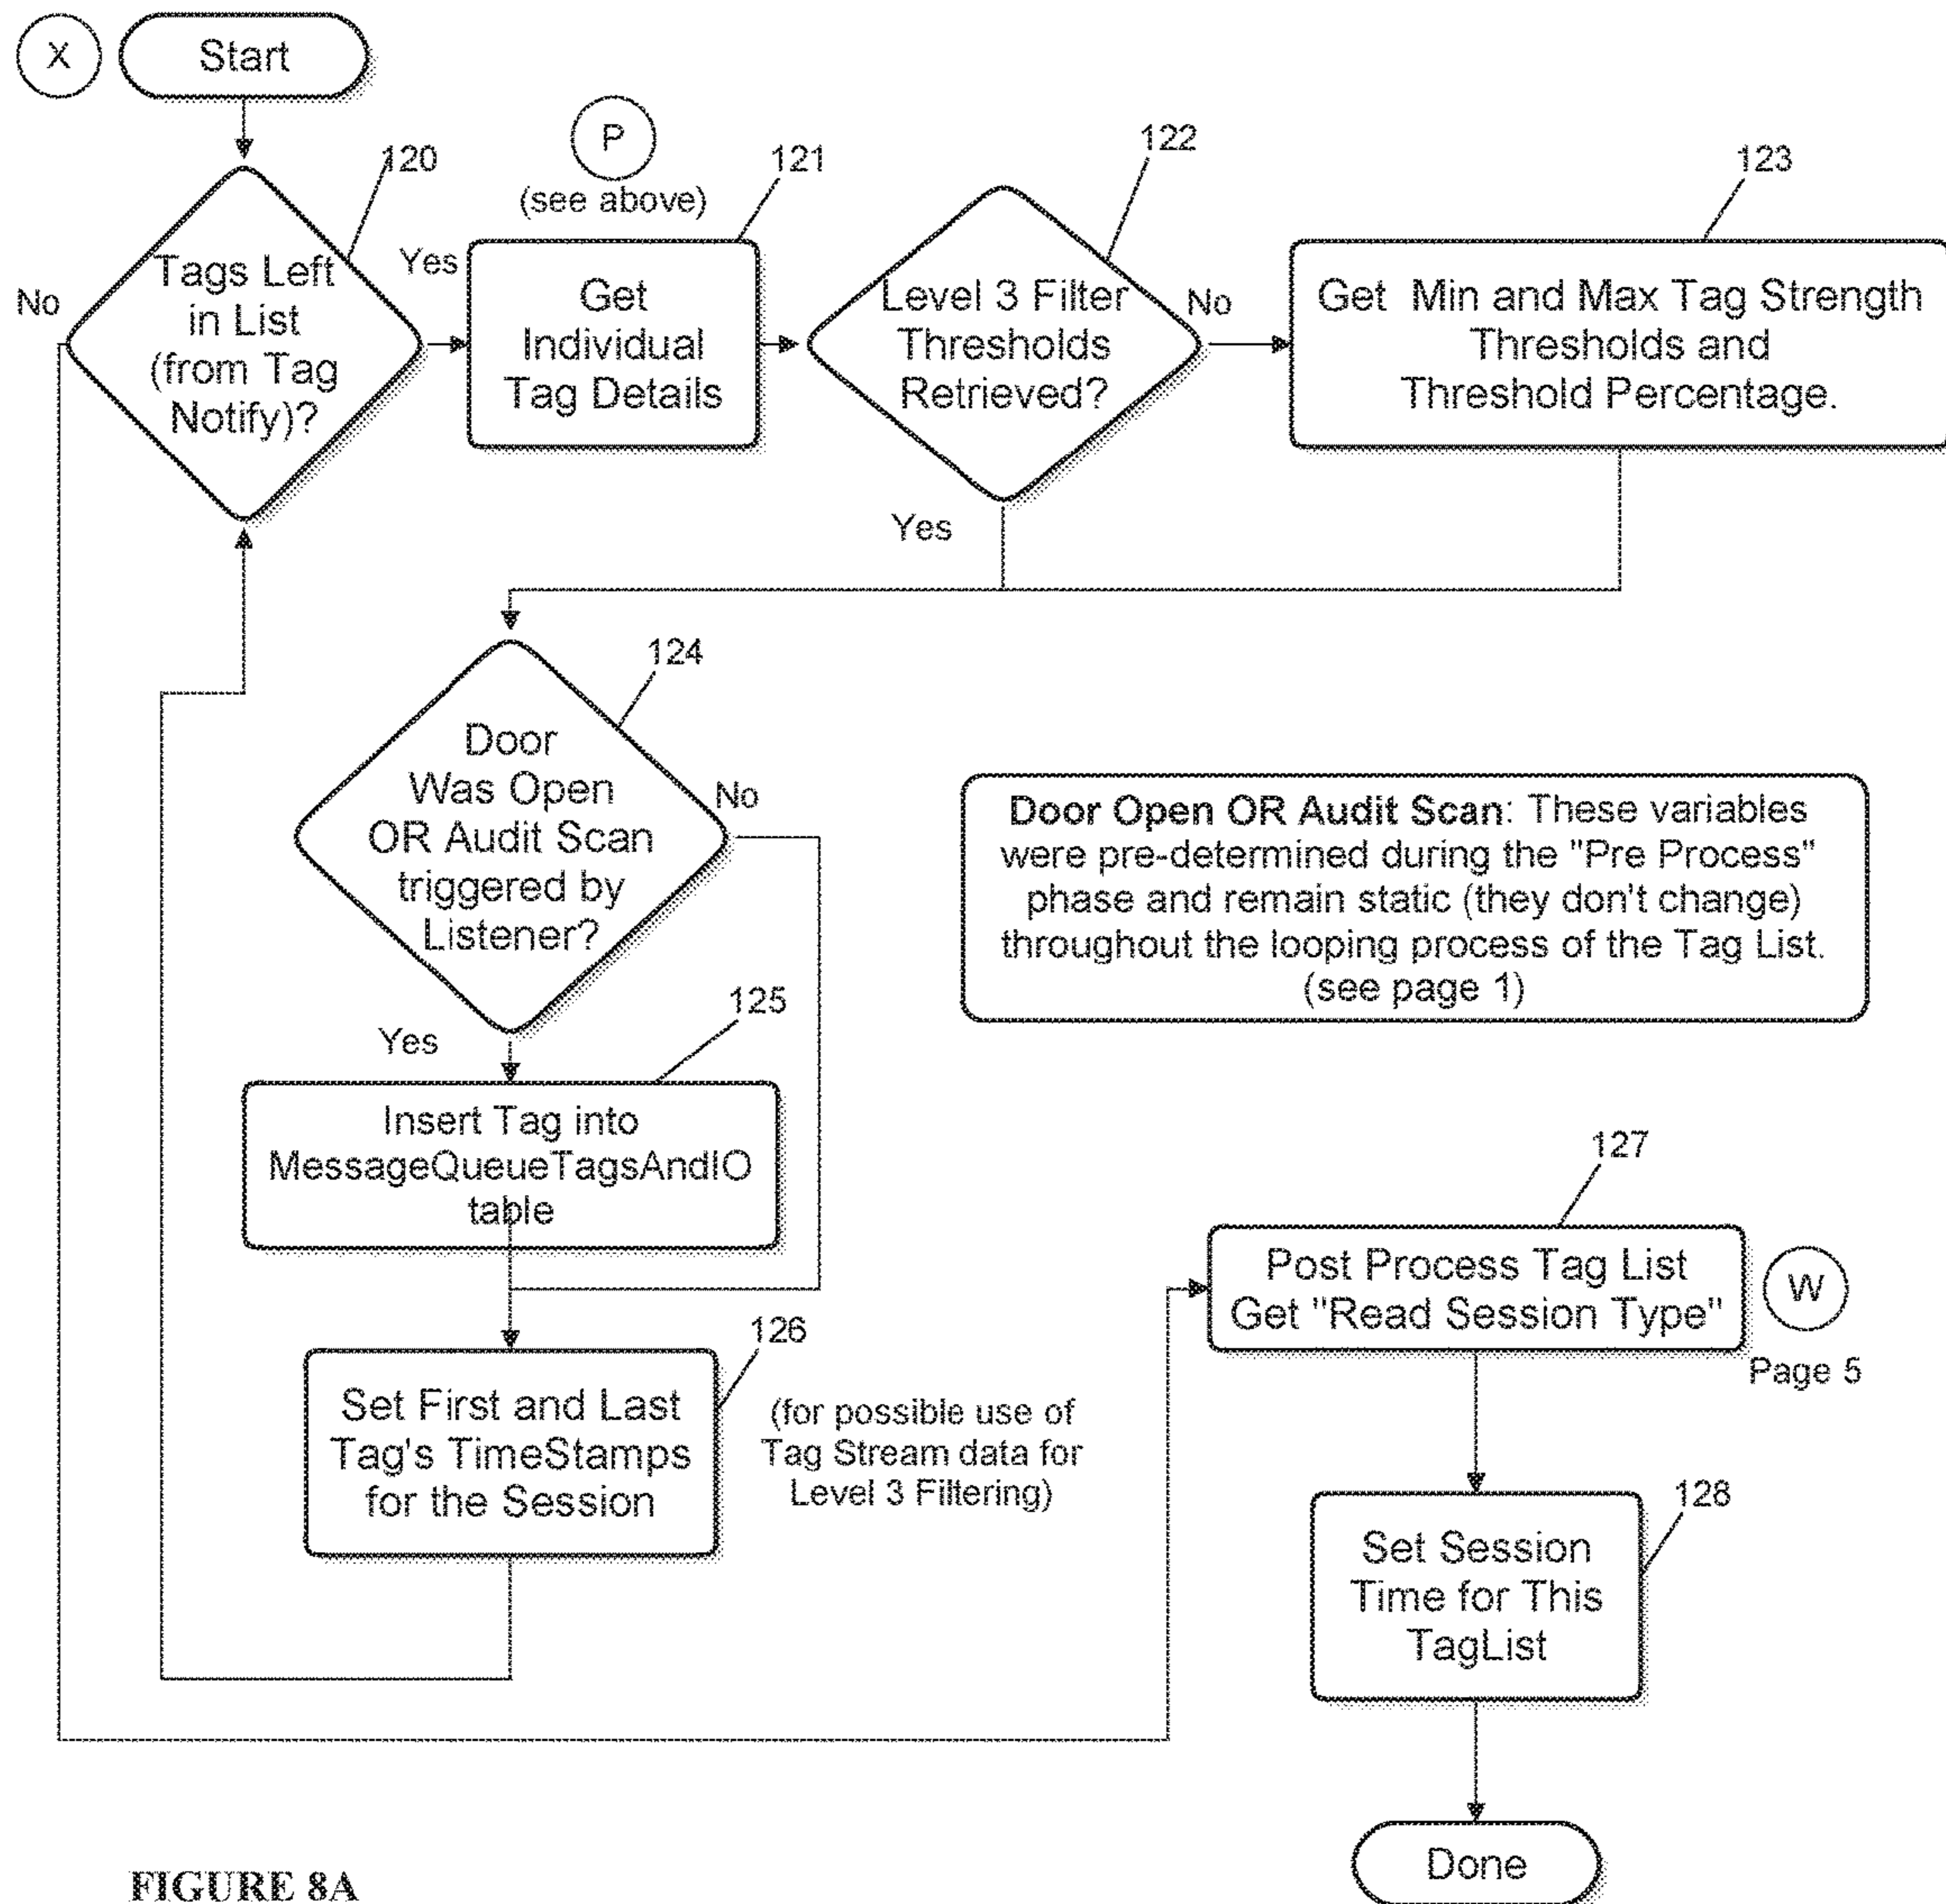 X
Start
120
P
(see above)
121
122
123
Tags Left
in List
(from Tag
Notify)?
No
Yes
Get
Individual
Tag Details
Level 3 Filter
Thresholds
Retrieved?
No
Yes
Get Min and Max Tag Strength
Thresholds and
Threshold Percentage.
124
Door
Was Open
OR Audit Scan
triggered by
Listener?
No
Yes
Door Open OR Audit Scan: These variables
were pre-determined during the "Pre Process"
phase and remain static (they don't change)
throughout the looping process of the Tag List.
(see page 1)
125
Insert Tag into
MessageQueueTagsAndIO
table
126
Set First and Last
Tag's TimeStamps
for the Session
(for possible use of
Tag Stream data for
Level 3 Filtering)
127
Post Process Tag List
Get "Read Session Type"
W
Page 5
128
Set Session
Time for This
TagList
Done
FIGURE 8A